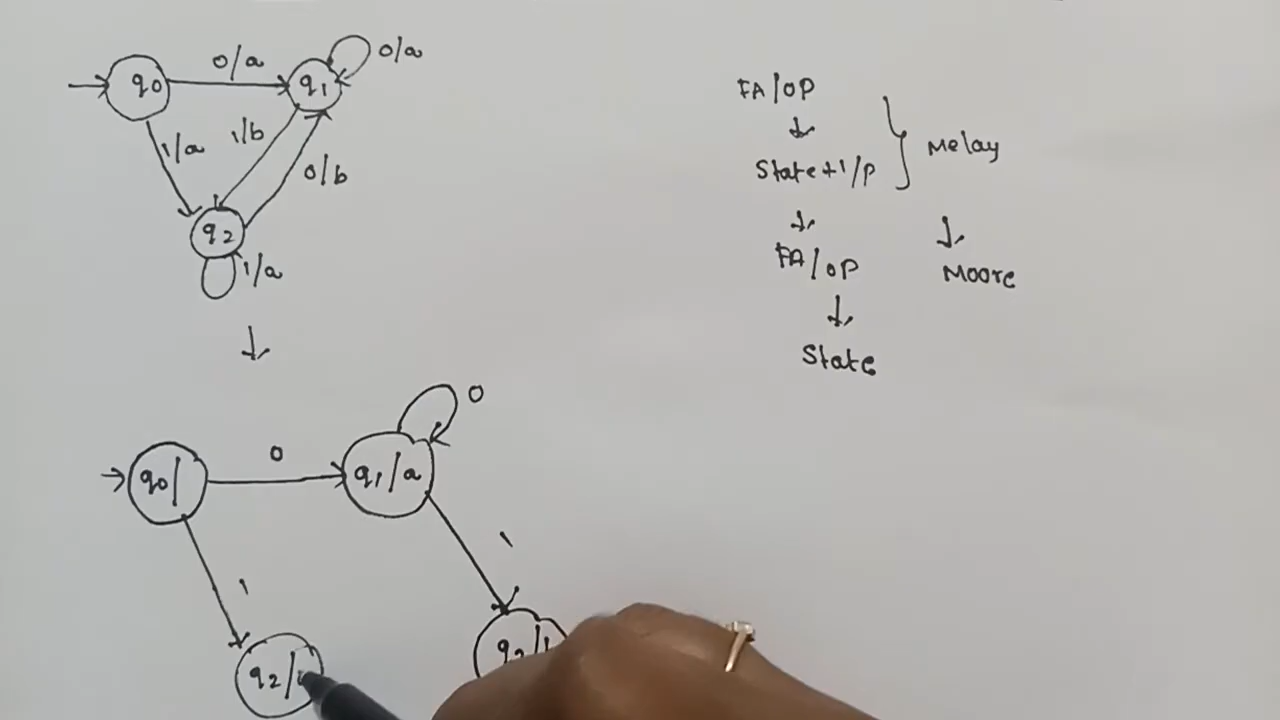 q0
0/a
q1
0/a
1/a
1/b
0/b
q2
1/a
FA/OP
State+1/P
Melay
FA/OP
Moore
State
q0/
0
q1/a
0
1
1
q2/